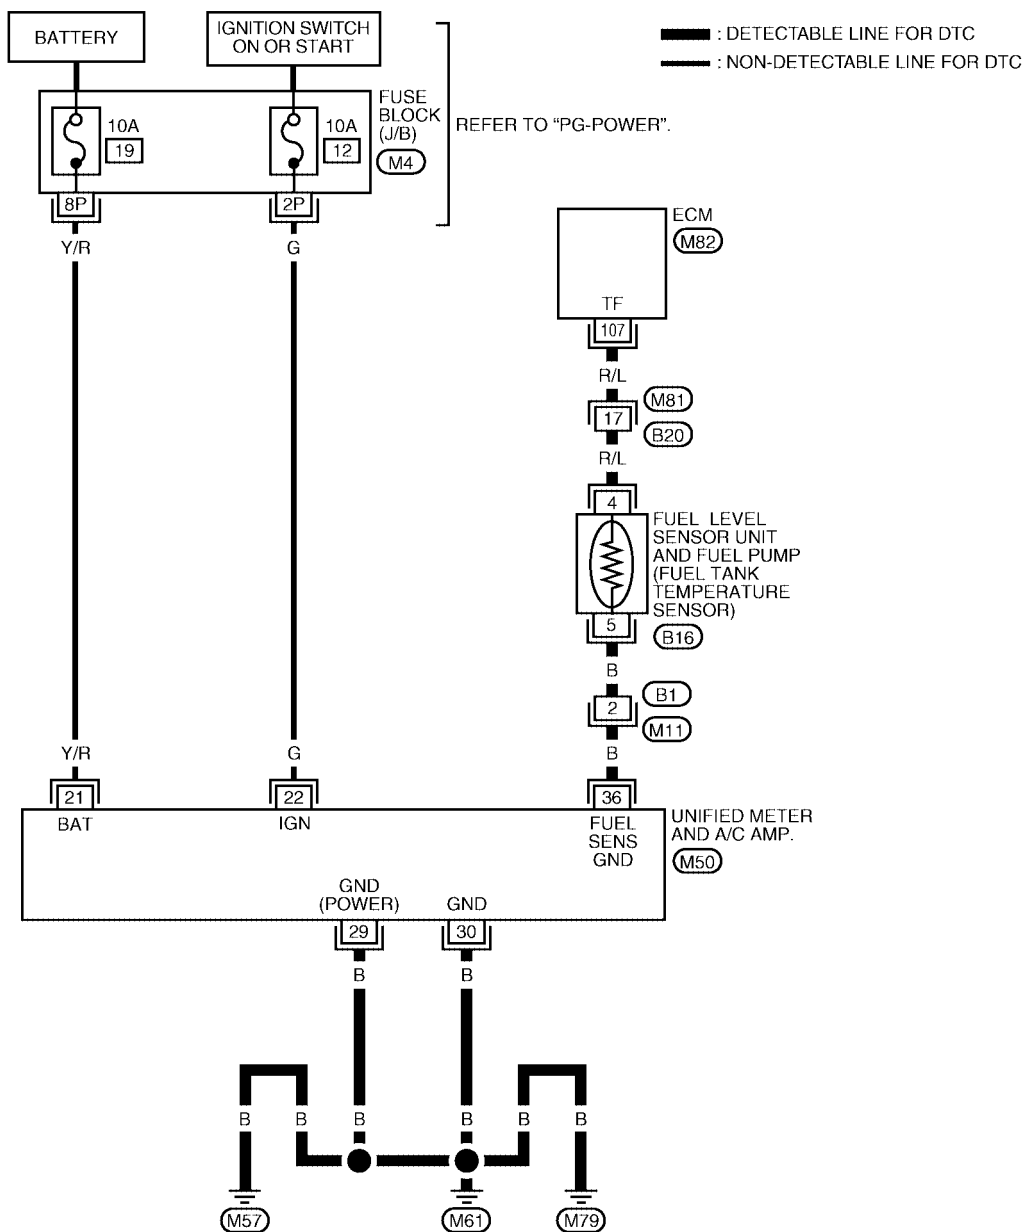 BATTERY
IGNITION SWITCH
ON OR START
: DETECTABLE LINE FOR DTC
: NON-DETECTABLE LINE FOR DTC
10A
19
10A
12
FUSE
BLOCK
(J/B)
M4
REFER TO “PG-POWER”.
8P
2P
Y/R
G
ECM
M82
TF
107
R/L
M81
17
B20
R/L
4
FUEL LEVEL
SENSOR UNIT
AND FUEL PUMP
(FUEL TANK
TEMPERATURE
SENSOR)
5
B16
B
B1
2
M11
Y/R
G
B
21
22
36
BAT
IGN
FUEL
SENS
GND
UNIFIED METER
AND A/C AMP.
M50
GND
(POWER)
GND
29
30
B
B
B
B
B
B
B
B
M57
M61
M79